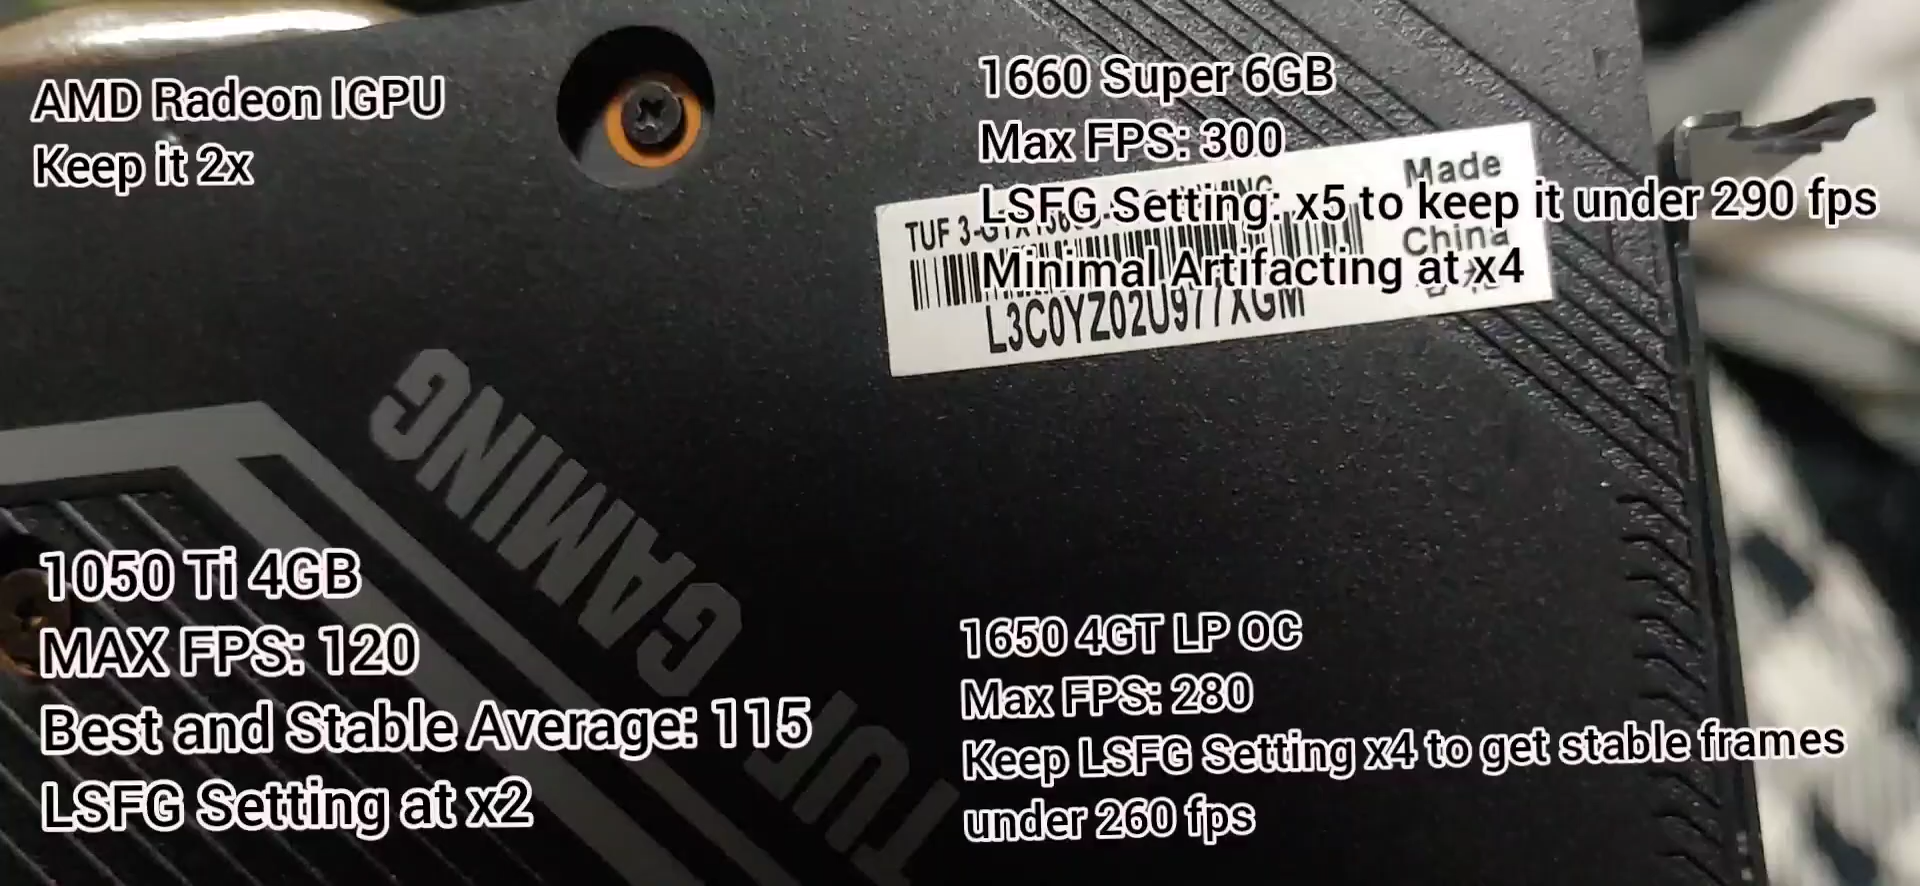 AMD Radeon IGPU
Keep it 2x
1660 Super 6GB
Max FPS: 300
LSFG Setting: x5 to keep it under 290 fps
Minimal Artifacting at x4
Made
China
TUF 3-
L3C0YZ02U977XGM
GAMING
TUF
1050 Ti 4GB
MAX FPS: 120
Best and Stable Average: 115
LSFG Setting at x2
1650 4GT LP OC
Max FPS: 280
Keep LSFG Setting x4 to get stable frames
under 260 fps